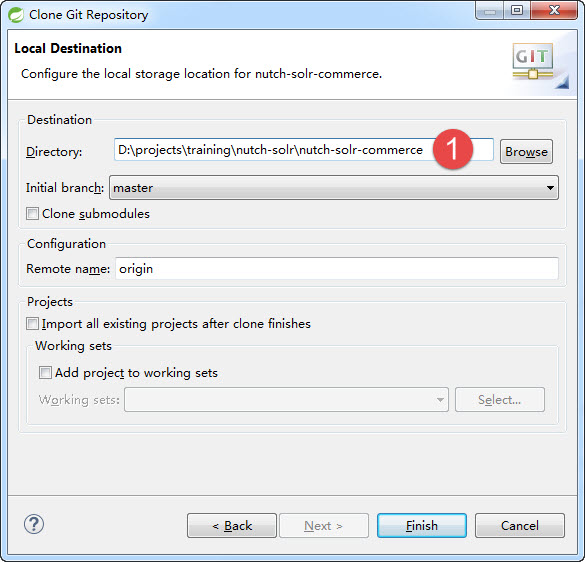 Clone Git Repository
Local Destination
Configure the local storage location for nutch-solr-commerce.
GIT
Destination
Directory: D:\projects\training\nutch-solr\nutch-solr-commerce 1 Browse
Initial branch: master
Clone submodules
Configuration
Remote name: origin
Projects
Import all existing projects after clone finishes
Working sets
Add project to working sets
Working sets: Select...
? < Back Next > Finish Cancel